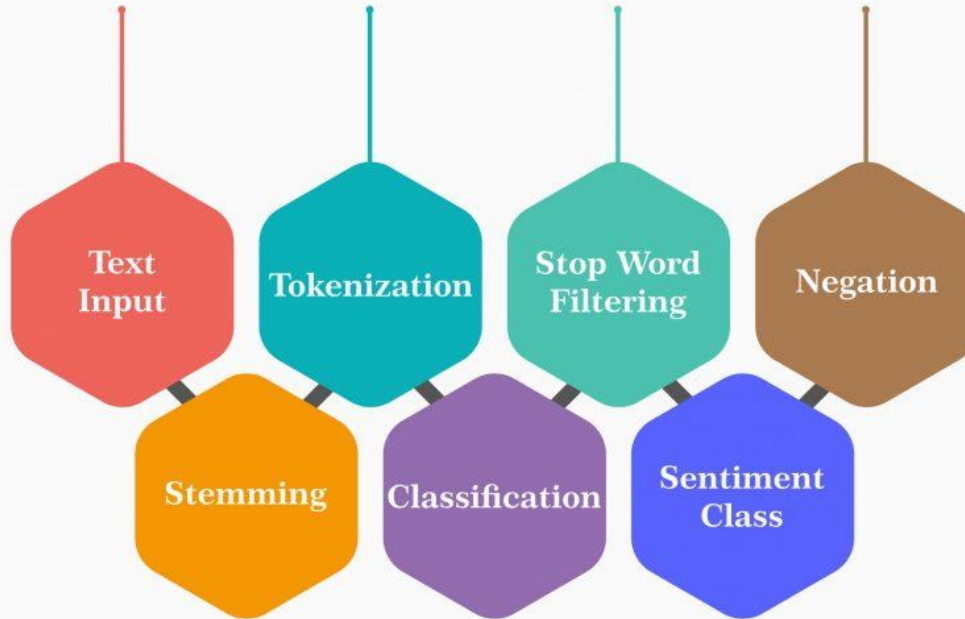 Text
Input
Tokenization
Stop Word
Filtering
Negation
Stemming
Classification
Sentiment
Class